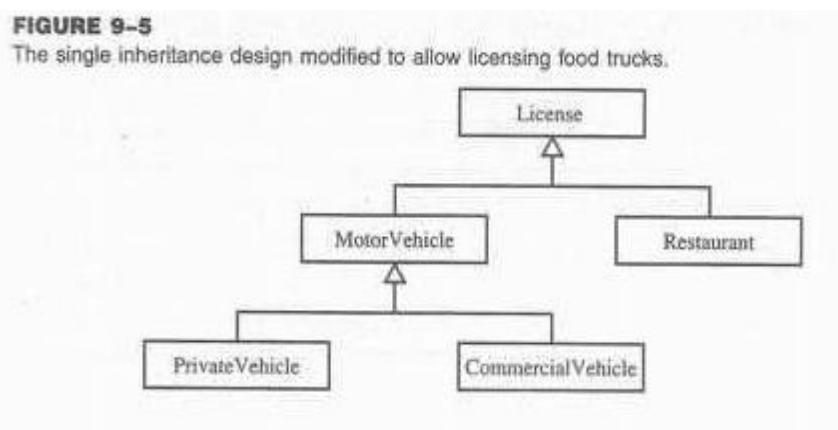 FIGURE 9–5
The single inheritance design modified to allow licensing food trucks.
License
MotorVehicle
Restaurant
PrivateVehicle
CommercialVehicle